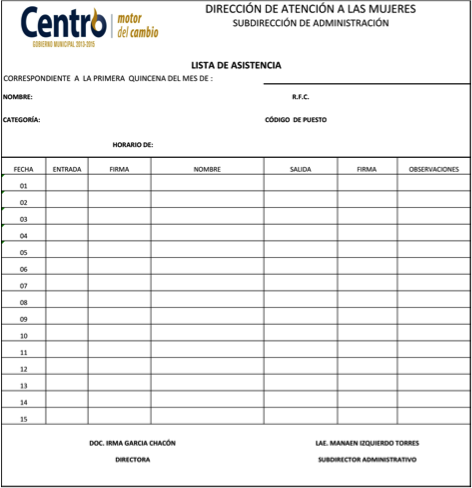 Centro motor del cambio
GOBIERNO MUNICIPAL 2013-2015
DIRECCIÓN DE ATENCIÓN A LAS MUJERES
SUBDIRECCIÓN DE ADMINISTRACIÓN
LISTA DE ASISTENCIA
CORRESPONDIENTE A LA PRIMERA QUINCENA DEL MES DE :
NOMBRE: R.F.C.
CATEGORÍA: CÓDIGO DE PUESTO
HORARIO DE:
FECHA ENTRADA FIRMA NOMBRE SALIDA FIRMA OBSERVACIONES
01
02
03
04
05
06
07
08
09
10
11
12
13
14
15
DOC. IRMA GARCIA CHACÓN LAE. MANAEN IZQUIERDO TORRES
DIRECTORA SUBDIRECTOR ADMINISTRATIVO